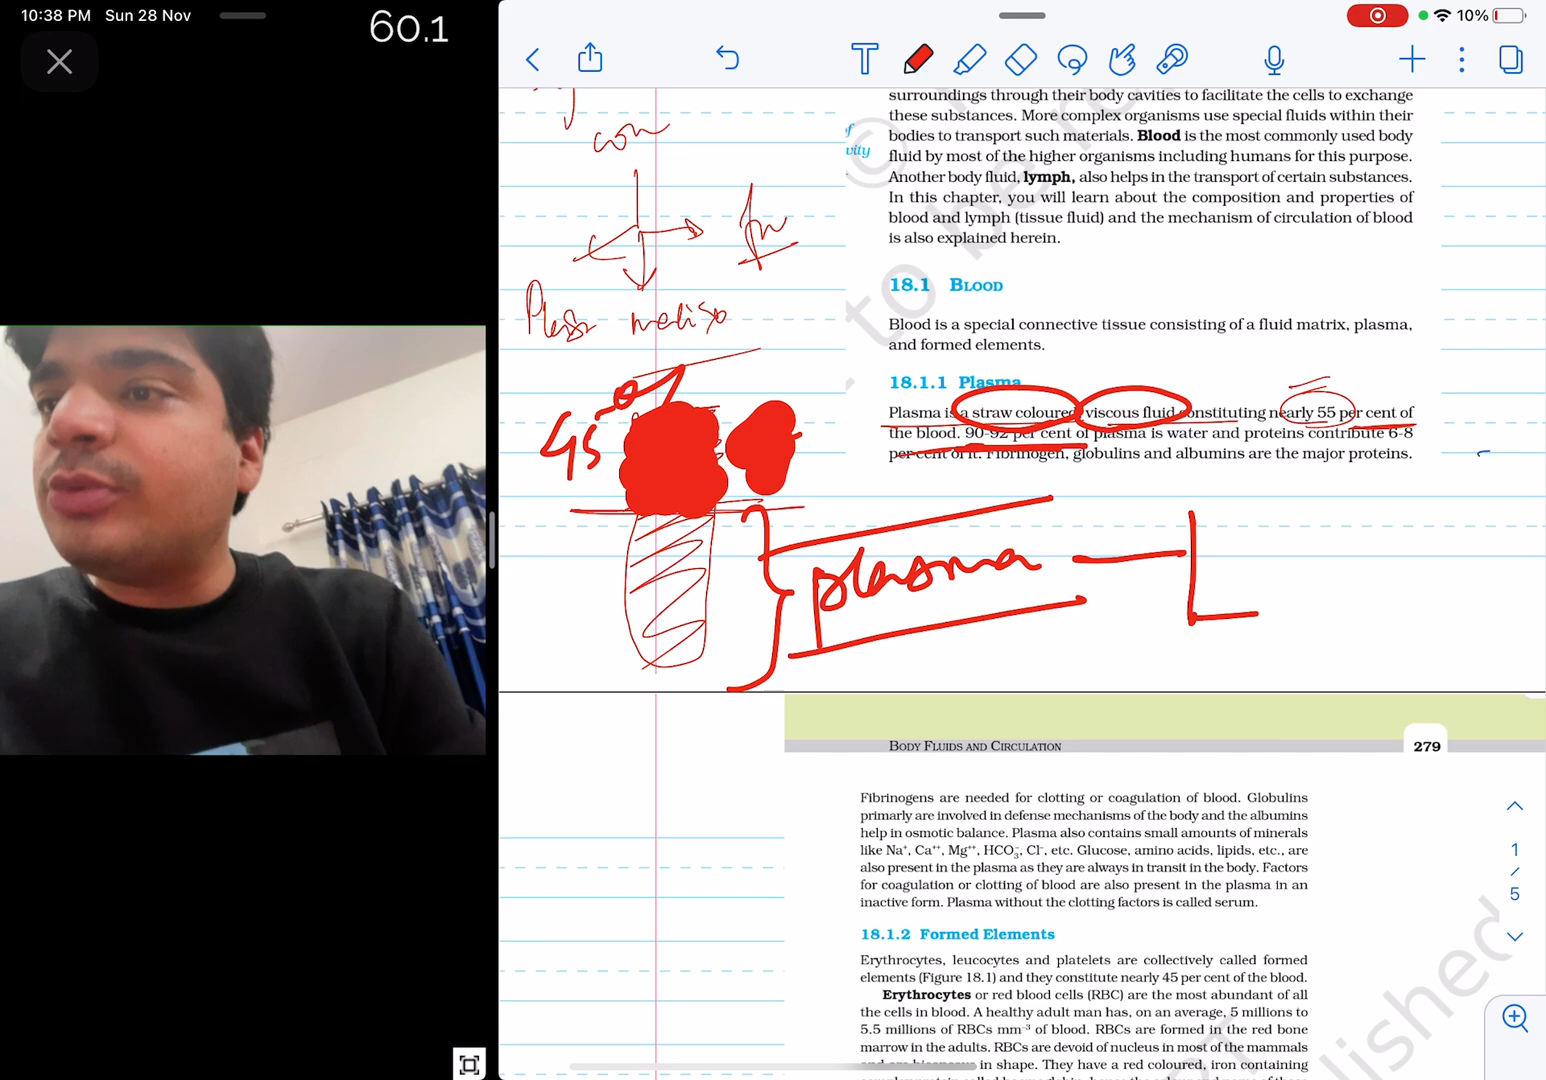 10:38 PM Sun 28 Nov
60.1
10%
surroundings through their body cavities to facilitate the cells to exchange
these substances. More complex organisms use special fluids within their
bodies to transport such materials. Blood is the most commonly used body
fluid by most of the higher organisms including humans for this purpose.
Another body fluid, lymph, also helps in the transport of certain substances.
In this chapter, you will learn about the composition and properties of
blood and lymph (tissue fluid) and the mechanism of circulation of blood
is also explained herein.
of
vity
con
18.1 BLOOD
Blood is a special connective tissue consisting of a fluid matrix, plasma,
and formed elements.
18.1.1 Plasma
Plasma is a straw coloured, viscous fluid constituting nearly 55 per cent of
the blood. 90-92 per cent of plasma is water and proteins contribute 6-8
per cent of it. Fibrinogen, globulins and albumins are the major proteins.
45
plasma
BODY FLUIDS AND CIRCULATION
279
Fibrinogens are needed for clotting or coagulation of blood. Globulins
primarly are involved in defense mechanisms of the body and the albumins
help in osmotic balance. Plasma also contains small amounts of minerals
like Na⁺, Ca⁺⁺, Mg⁺⁺, HCO₃⁻, Cl⁻, etc. Glucose, amino acids, lipids, etc., are
also present in the plasma as they are always in transit in the body. Factors
for coagulation or clotting of blood are also present in the plasma in an
inactive form. Plasma without the clotting factors is called serum.
18.1.2 Formed Elements
Erythrocytes, leucocytes and platelets are collectively called formed
elements (Figure 18.1) and they constitute nearly 45 per cent of the blood.
Erythrocytes or red blood cells (RBC) are the most abundant of all
the cells in blood. A healthy adult man has, on an average, 5 millions to
5.5 millions of RBCs mm⁻³ of blood. RBCs are formed in the red bone
marrow in the adults. RBCs are devoid of nucleus in most of the mammals
in shape. They have a red coloured, iron containing
1
/
5
to be re
lished